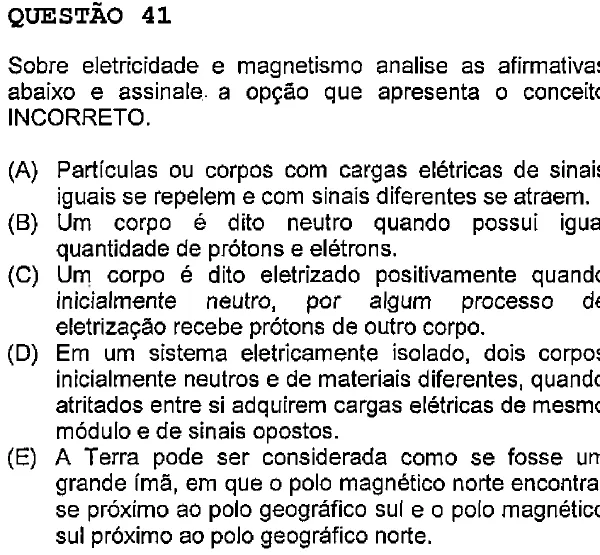 QUESTÃO 41
Sobre eletricidade e magnetismo analise as afirmativas
abaixo e assinale a opção que apresenta o conceito
INCORRETO.
(A) Partículas ou corpos com cargas elétricas de sinais
iguais se repelem e com sinais diferentes se atraem.
(B) Um corpo é dito neutro quando possui igual
quantidade de prótons e elétrons.
(C) Um corpo é dito eletrizado positivamente quando
inicialmente neutro, por algum processo de
eletrização recebe prótons de outro corpo.
(D) Em um sistema eletricamente isolado, dois corpos
inicialmente neutros e de materiais diferentes, quando
atritados entre si adquirem cargas elétricas de mesmo
módulo e de sinais opostos.
(E) A Terra pode ser considerada como se fosse um
grande ímã, em que o polo magnético norte encontra-
se próximo ao polo geográfico sul e o polo magnético
sul próximo ao polo geográfico norte.